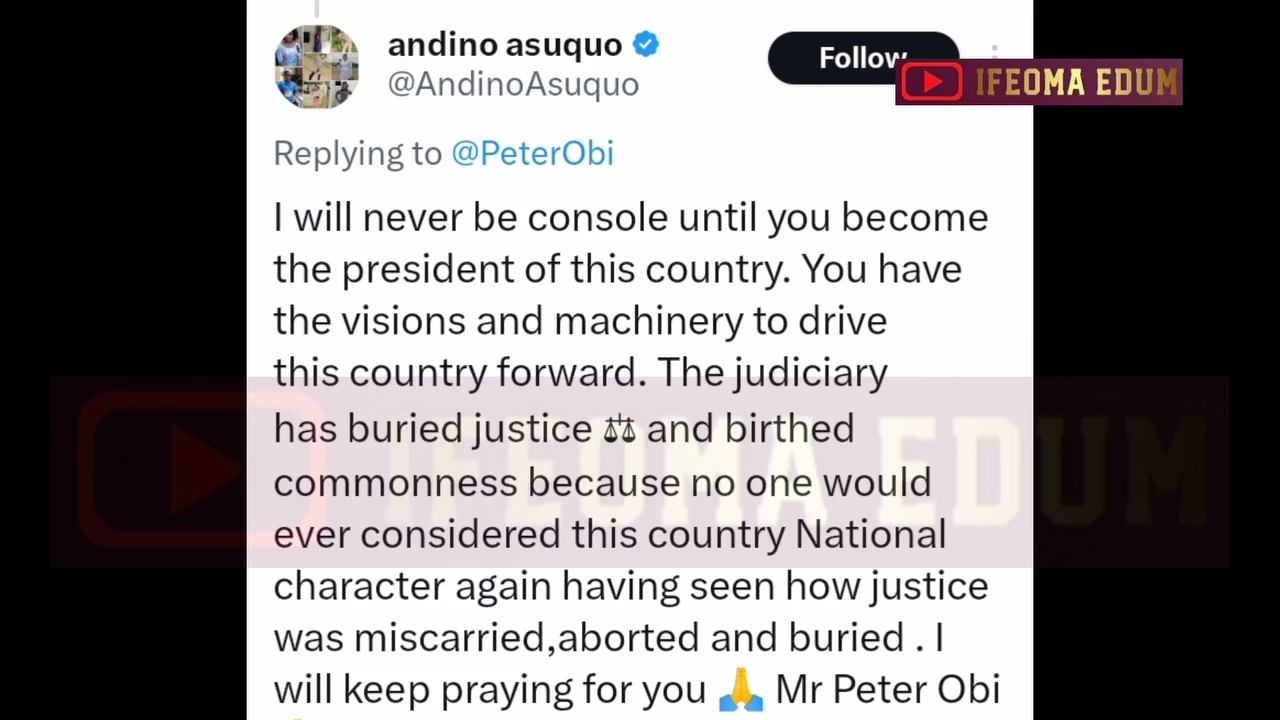 andino asuquo
@AndinoAsuquo
Follow
IFEOMA EDUM
Replying to @PeterObi
I will never be console until you become
the president of this country. You have
the visions and machinery to drive
this country forward. The judiciary
has buried justice ⚖ and birthed
commonness because no one would
ever considered this country National
character again having seen how justice
was miscarried,aborted and buried . I
will keep praying for you 🙏 Mr Peter Obi
IFEOMA EDUM